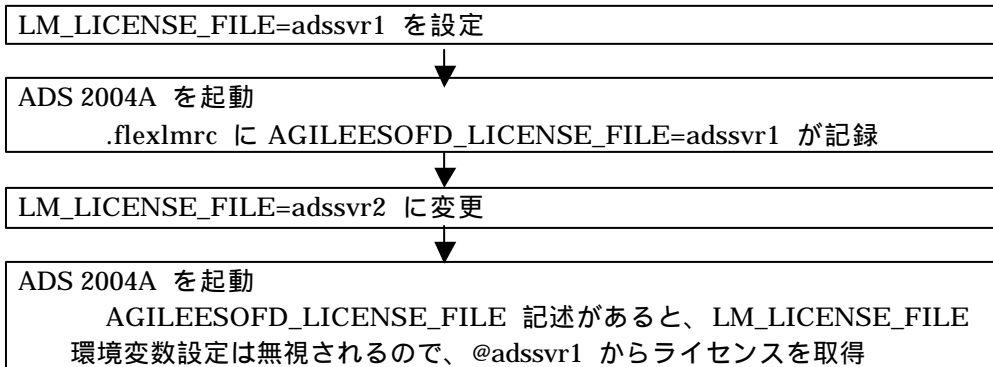 LM_LICENSE_FILE=adssvr1 を設定
ADS 2004A を起動
.flexlmrc に AGILEESOFD_LICENSE_FILE=adssvr1 が記録
LM_LICENSE_FILE=adssvr2 に変更
ADS 2004A を起動
AGILEESOFD_LICENSE_FILE 記述があると、LM_LICENSE_FILE
環境変数設定は無視されるので、@adssvr1 からライセンスを取得